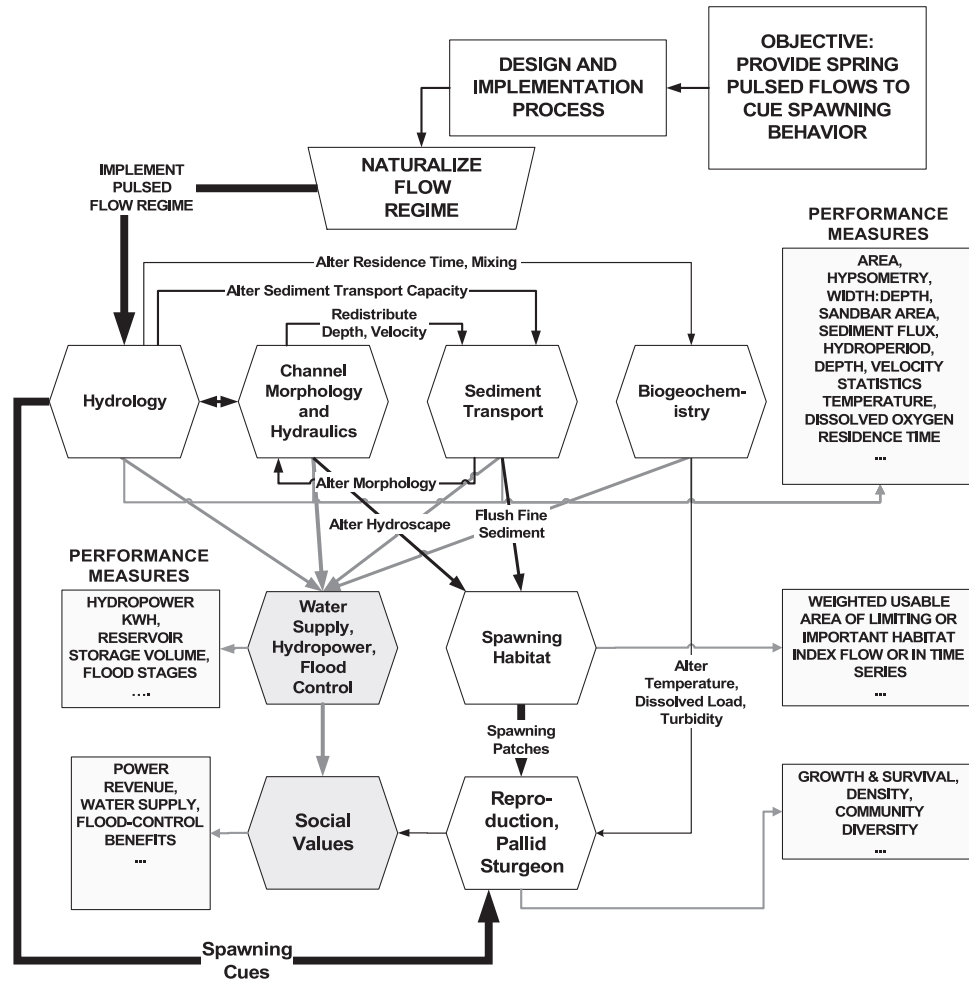 OBJECTIVE:
PROVIDE SPRING
PULSED FLOWS TO
CUE SPAWNING
BEHAVIOR
DESIGN AND
IMPLEMENTATION
PROCESS
NATURALIZE
FLOW
REGIME
IMPLEMENT
PULSED
FLOW REGIME
PERFORMANCE
MEASURES
AREA,
HYPSOMETRY,
WIDTH:DEPTH,
SANDBAR AREA,
SEDIMENT FLUX,
HYDROPERIOD,
DEPTH, VELOCITY
STATISTICS
TEMPERATURE,
DISSOLVED OXYGEN
RESIDENCE TIME
...
Alter Residence Time, Mixing
Alter Sediment Transport Capacity
Redistribute
Depth, Velocity
Hydrology
Channel
Morphology
and
Hydraulics
Sediment
Transport
Biogeochem-
istry
Alter Morphology
Alter Hydroscape
Flush Fine
Sediment
PERFORMANCE
MEASURES
HYDROPOWER
KWH,
RESERVOIR
STORAGE VOLUME,
FLOOD STAGES
....
Water
Supply,
Hydropower,
Flood
Control
Spawning
Habitat
WEIGHTED USABLE
AREA OF LIMITING OR
IMPORTANT HABITAT
INDEX FLOW OR IN TIME
SERIES
...
Alter
Temperature,
Dissolved Load,
Turbidity
Spawning
Patches
POWER
REVENUE,
WATER SUPPLY,
FLOOD-CONTROL
BENEFITS
...
Social
Values
Repro-
duction,
Pallid
Sturgeon
GROWTH & SURVIVAL,
DENSITY,
COMMUNITY
DIVERSITY
...
Spawning
Cues